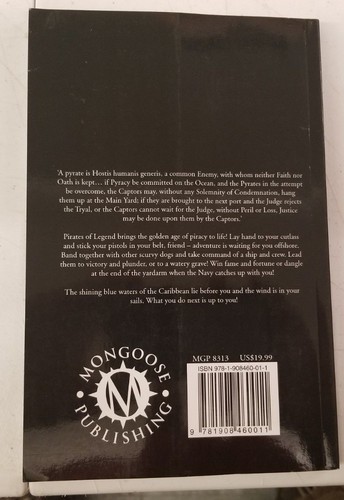 'A pyrate is Hostis humanis generis, a common Enemy, with whom neither Faith nor
Oath is kept... if Pyracy be committed on the Ocean, and the Pyrates in the attempt
be overcome, the Captors may, without any Solemnity of Condemnation, hang
them up at the Main Yard; if they are brought to the next port and the Judge rejects
the Tryal, or the Captors cannot wait for the Judge, without Peril or Loss, Justice
may be done upon them by the Captors.'
Pirates of Legend brings the golden age of piracy to life! Lay hand to your cutlass
and stick your pistols in your belt, friend – adventure is waiting for you offshore.
Band together with other scurvy dogs and take command of a ship and crew. Lead
them to victory and plunder, or to a watery grave! Win fame and fortune or dangle
at the end of the yardarm when the Navy catches up with you!
The shining blue waters of the Caribbean lie before you and the wind is in your
sails. What you do next is up to you!
MONGOOSE
M
PUBLISHING
MGP 8313 US$19.99
ISBN 978-1-908460-01-1
9 781908 460011